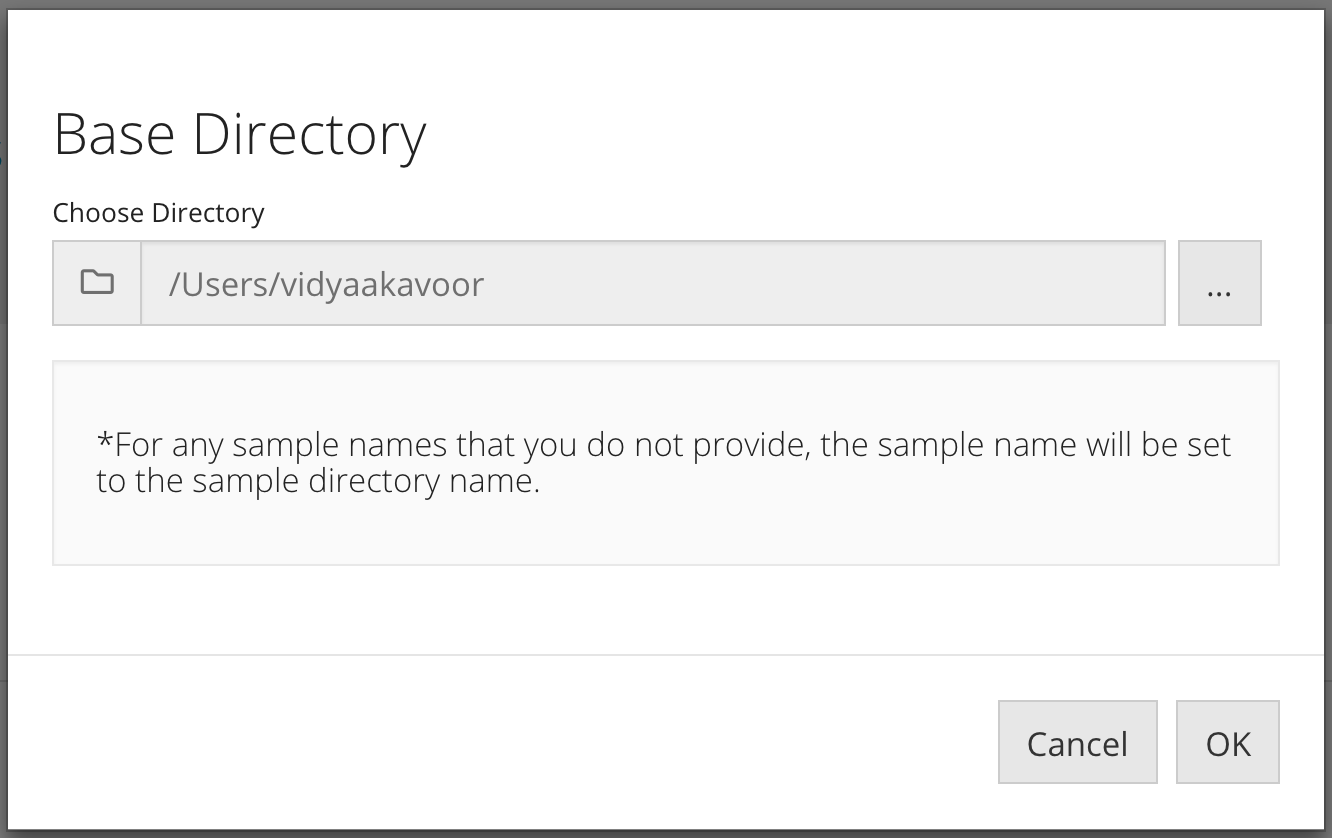 Base Directory
Choose Directory
/Users/vidyaakavoor
...
*For any sample names that you do not provide, the sample name will be set
to the sample directory name.
Cancel
OK